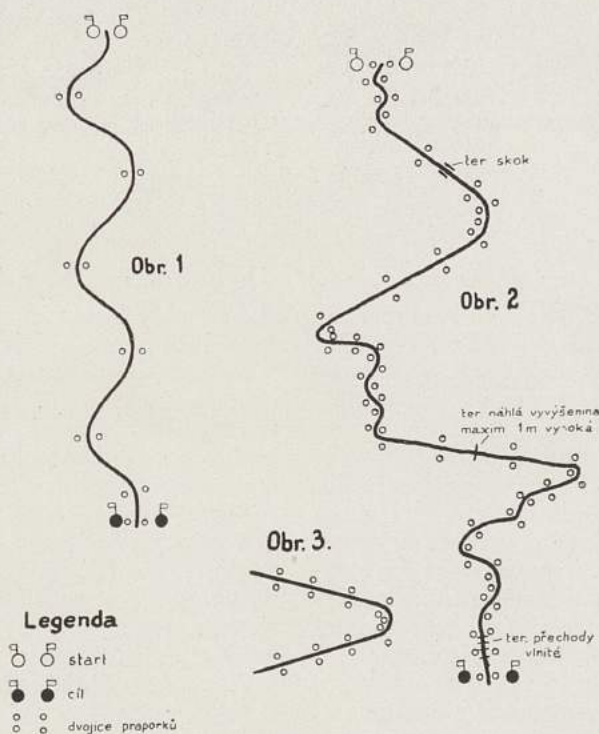 Obr. 1
ter skok
Obr. 2
ter náhlá vyvýšenina
maxim 1m vysoká
Obr. 3.
ter. přechody
vlnité
Legenda
start
cíl
dvojice praporků